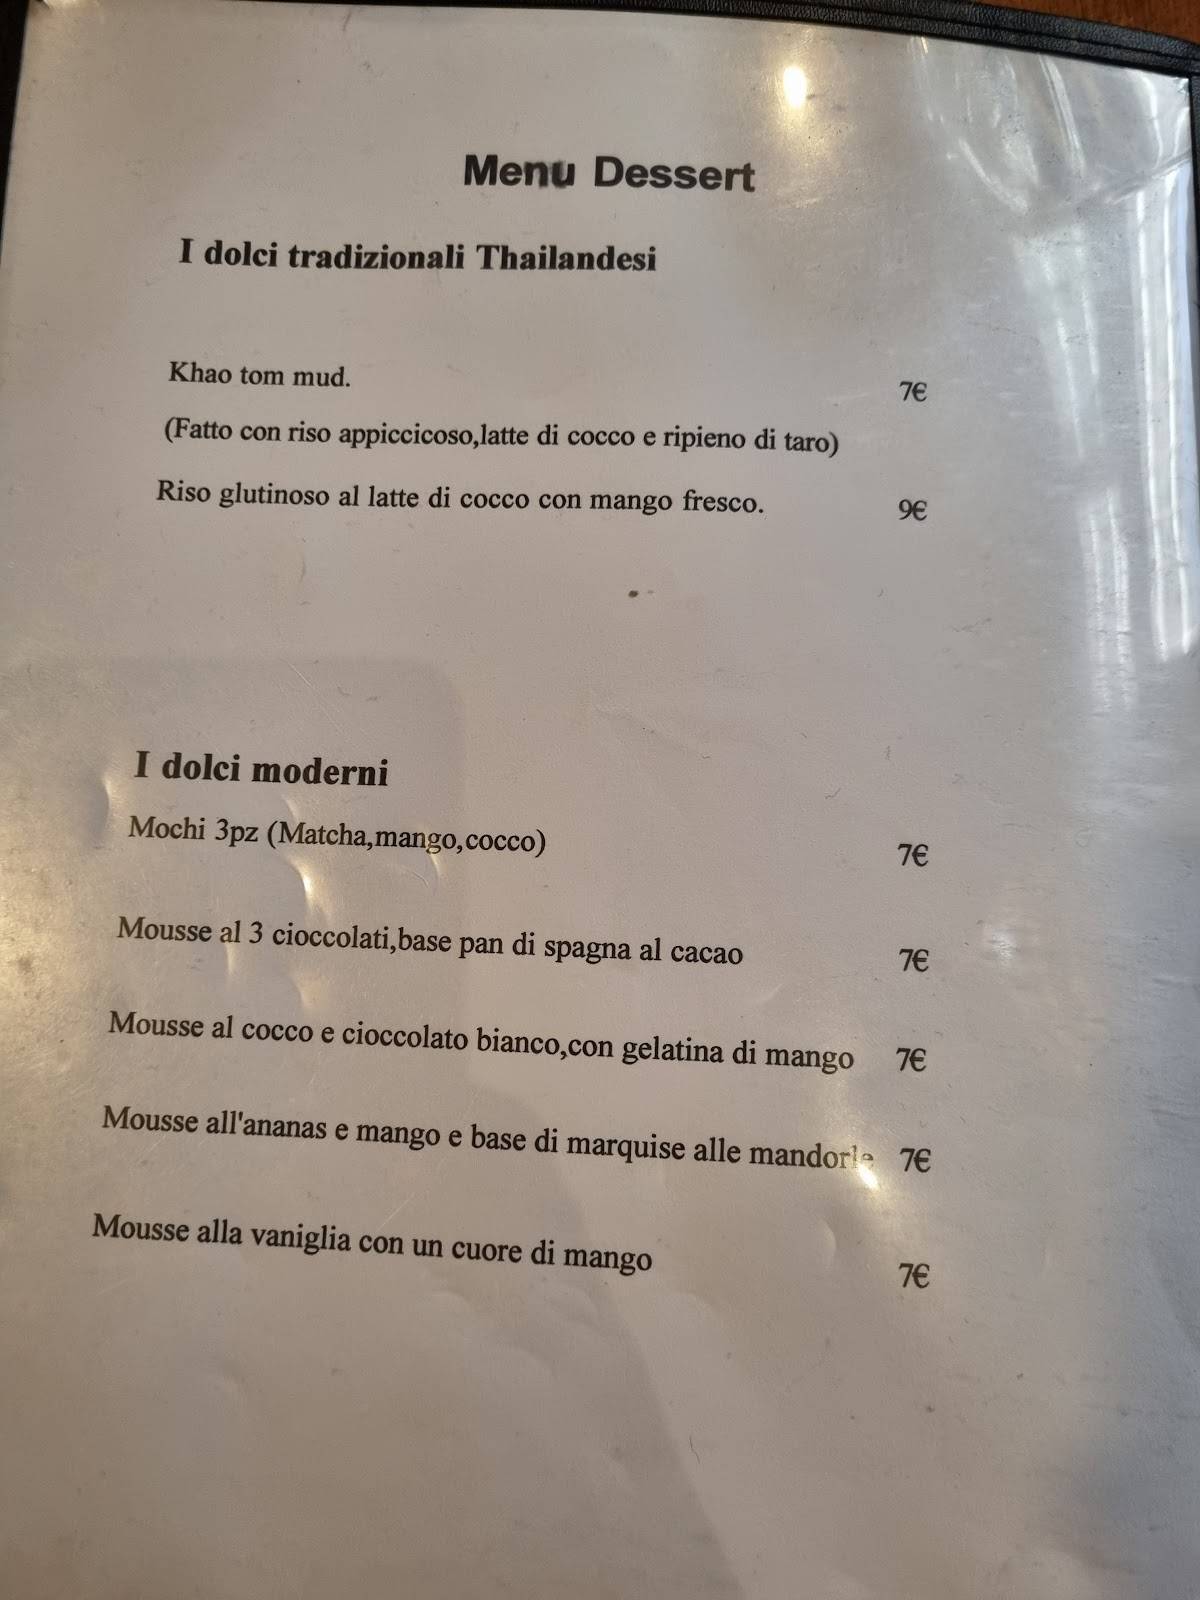 Menu Dessert
I dolci tradizionali Thailandesi
Khao tom mud. 7€
(Fatto con riso appiccicoso,latte di cocco e ripieno di taro)
Riso glutinoso al latte di cocco con mango fresco. 9€
I dolci moderni
Mochi 3pz (Matcha,mango,cocco) 7€
Mousse al 3 cioccolati,base pan di spagna al cacao 7€
Mousse al cocco e cioccolato bianco,con gelatina di mango 7€
Mousse all'ananas e mango e base di marquise alle mandorle 7€
Mousse alla vaniglia con un cuore di mango 7€